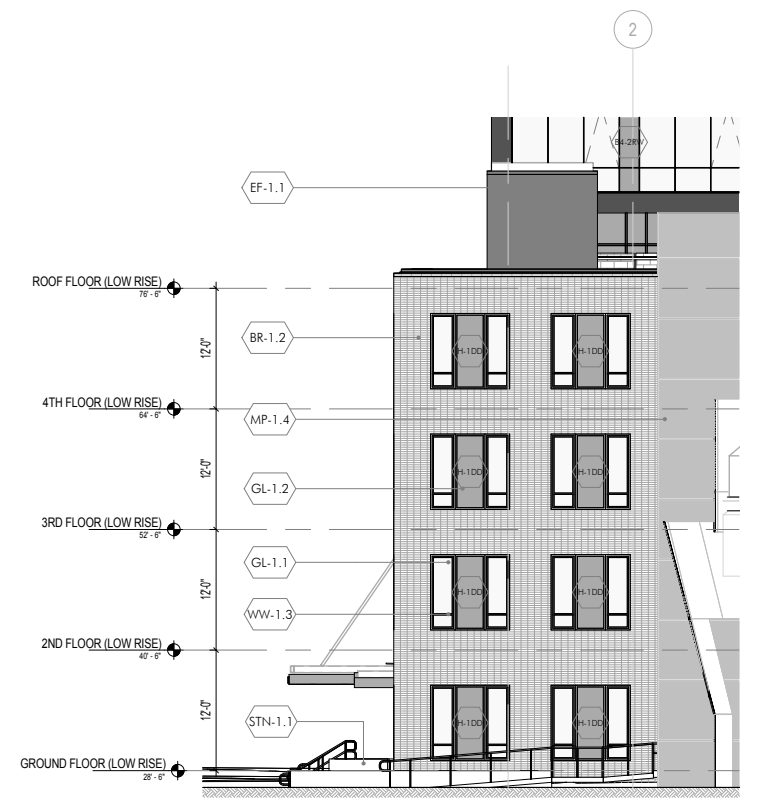 2
B4-2RW
EF-1.1
ROOF FLOOR (LOW RISE)
76' - 6"
12'-0"
BR-1.2
H-1DD
H-1DD
4TH FLOOR (LOW RISE)
64' - 6"
MP-1.4
12'-0"
H-1DD
H-1DD
GL-1.2
3RD FLOOR (LOW RISE)
52' - 6"
GL-1.1
12'-0"
H-1DD
H-1DD
WW-1.3
2ND FLOOR (LOW RISE)
40' - 6"
12'-0"
STN-1.1
H-1DD
H-1DD
GROUND FLOOR (LOW RISE)
28' - 6"